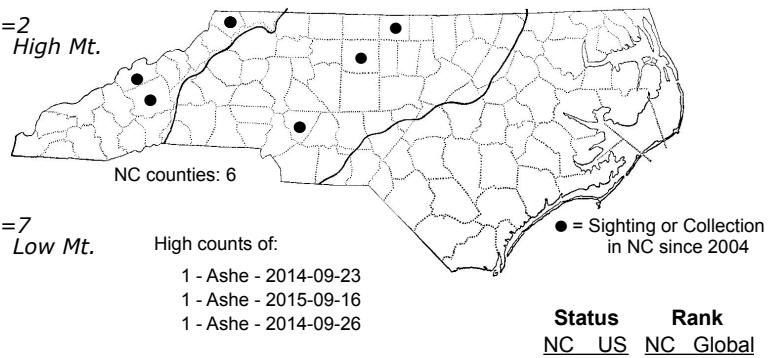 =2
High Mt.
NC counties: 6
=7
Low Mt.
High counts of:
1 - Ashe - 2014-09-23
1 - Ashe - 2015-09-16
1 - Ashe - 2014-09-26
● = Sighting or Collection
in NC since 2004
Status Rank
NC US NC Global